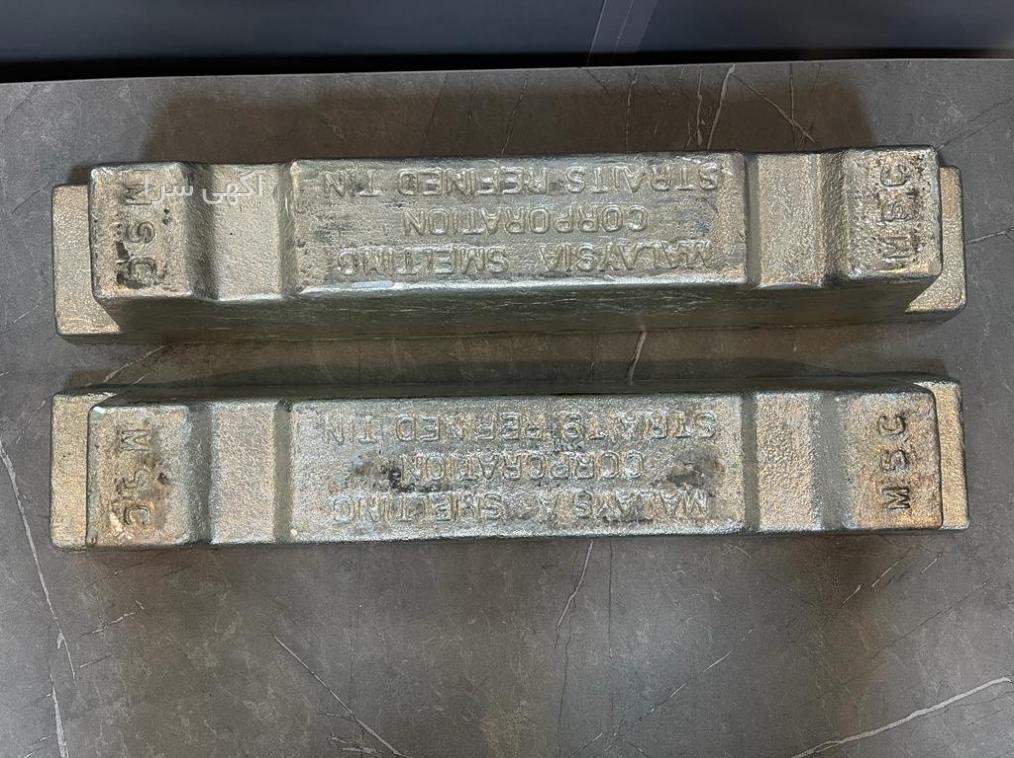 MSC
MALAYSIA SMELTING
CORPORATION
STRAITS REFINED TIN
MSC
آگهی سرا
MSC
MALAYSIA SMELTING
CORPORATION
STRAITS REFINED TIN
MSC